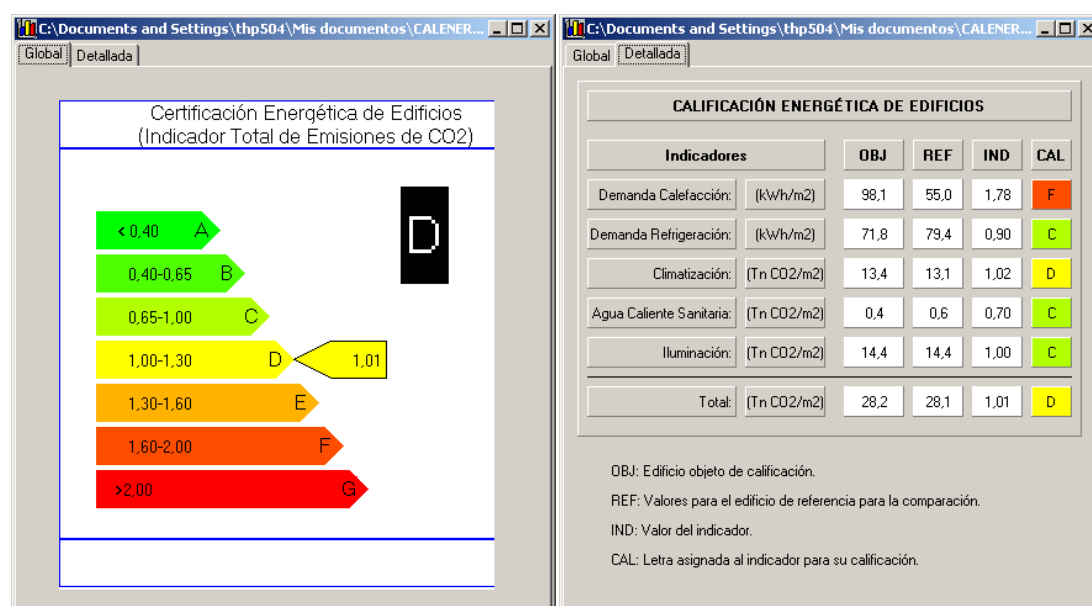 C:\Documents and Settings\thp504\Mis documentos\CALENER...
Global Detallada
Certificación Energética de Edificios
(Indicador Total de Emisiones de CO2)
D
< 0,40 A
0,40-0,65 B
0,65-1,00 C
1,00-1,30 D 1,01
1,30-1,60 E
1,60-2,00 F
>2,00 G
C:\Documents and Settings\thp504\Mis documentos\CALENER...
Global Detallada
CALIFICACIÓN ENERGÉTICA DE EDIFICIOS
Indicadores OBJ REF IND CAL
Demanda Calefacción: (kWh/m2) 98,1 55,0 1,78 F
Demanda Refrigeración: (kWh/m2) 71,8 79,4 0,90 C
Climatización: (Tn CO2/m2) 13,4 13,1 1,02 D
Agua Caliente Sanitaria: (Tn CO2/m2) 0,4 0,6 0,70 C
Iluminación: (Tn CO2/m2) 14,4 14,4 1,00 C
Total: (Tn CO2/m2) 28,2 28,1 1,01 D
OBJ: Edificio objeto de calificación.
REF: Valores para el edificio de referencia para la comparación.
IND: Valor del indicador.
CAL: Letra asignada al indicador para su calificación.